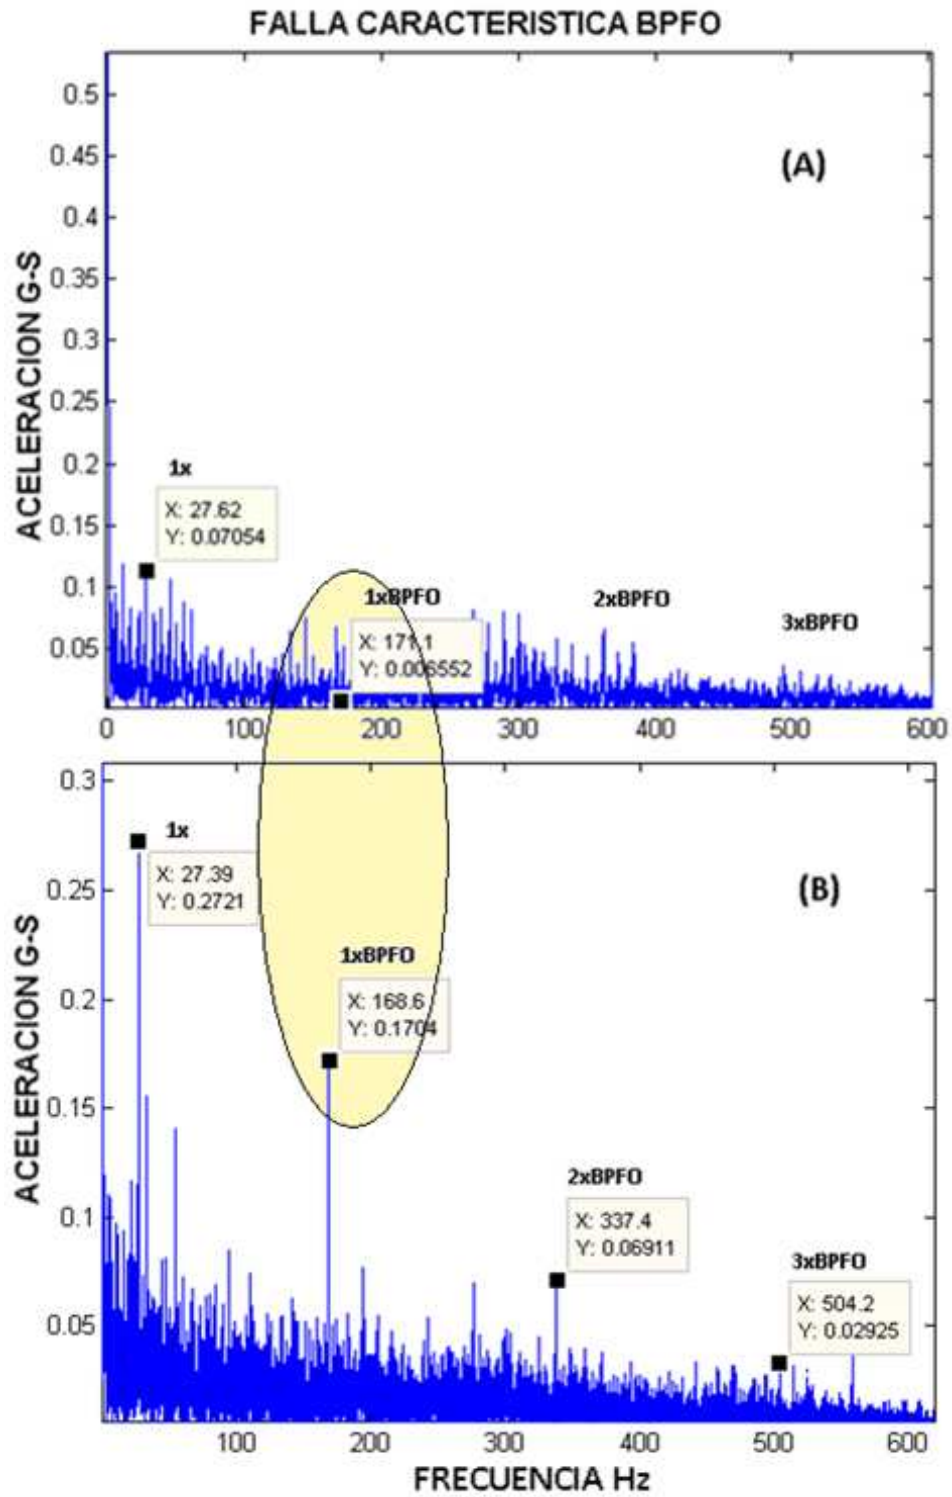 FALLA CARACTERISTICA BPFO
ACELERACION G-S
0.5
0.45
0.4
0.35
0.3
0.25
0.2
0.15
0.1
0.05
(A)
1x
X: 27.62
Y: 0.07054
1xBPFO
X: 171.1
Y: 0.006552
2xBPFO
3xBPFO
0 100 200 300 400 500 600
ACELERACION G-S
0.3
0.25
0.2
0.15
0.1
0.05
1x
X: 27.39
Y: 0.2721
(B)
1xBPFO
X: 168.6
Y: 0.1704
2xBPFO
X: 337.4
Y: 0.06911
3xBPFO
X: 504.2
Y: 0.02925
100 200 300 400 500 600
FRECUENCIA Hz